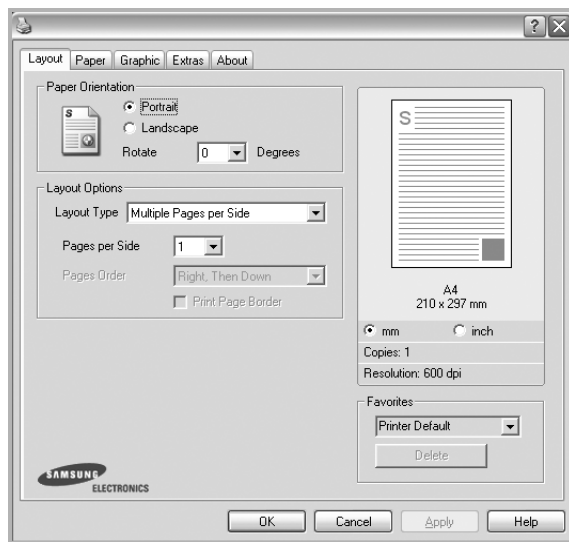 Layout Paper Graphic Extras About
Paper Orientation
S
Portrait
Landscape
Rotate 0 Degrees
Layout Options
Layout Type Multiple Pages per Side
Pages per Side 1
Pages Order Right, Then Down
Print Page Border
S
A4
210 x 297 mm
mm inch
Copies: 1
Resolution: 600 dpi
Favorites
Printer Default
Delete
SAMSUNG
ELECTRONICS
OK Cancel Apply Help